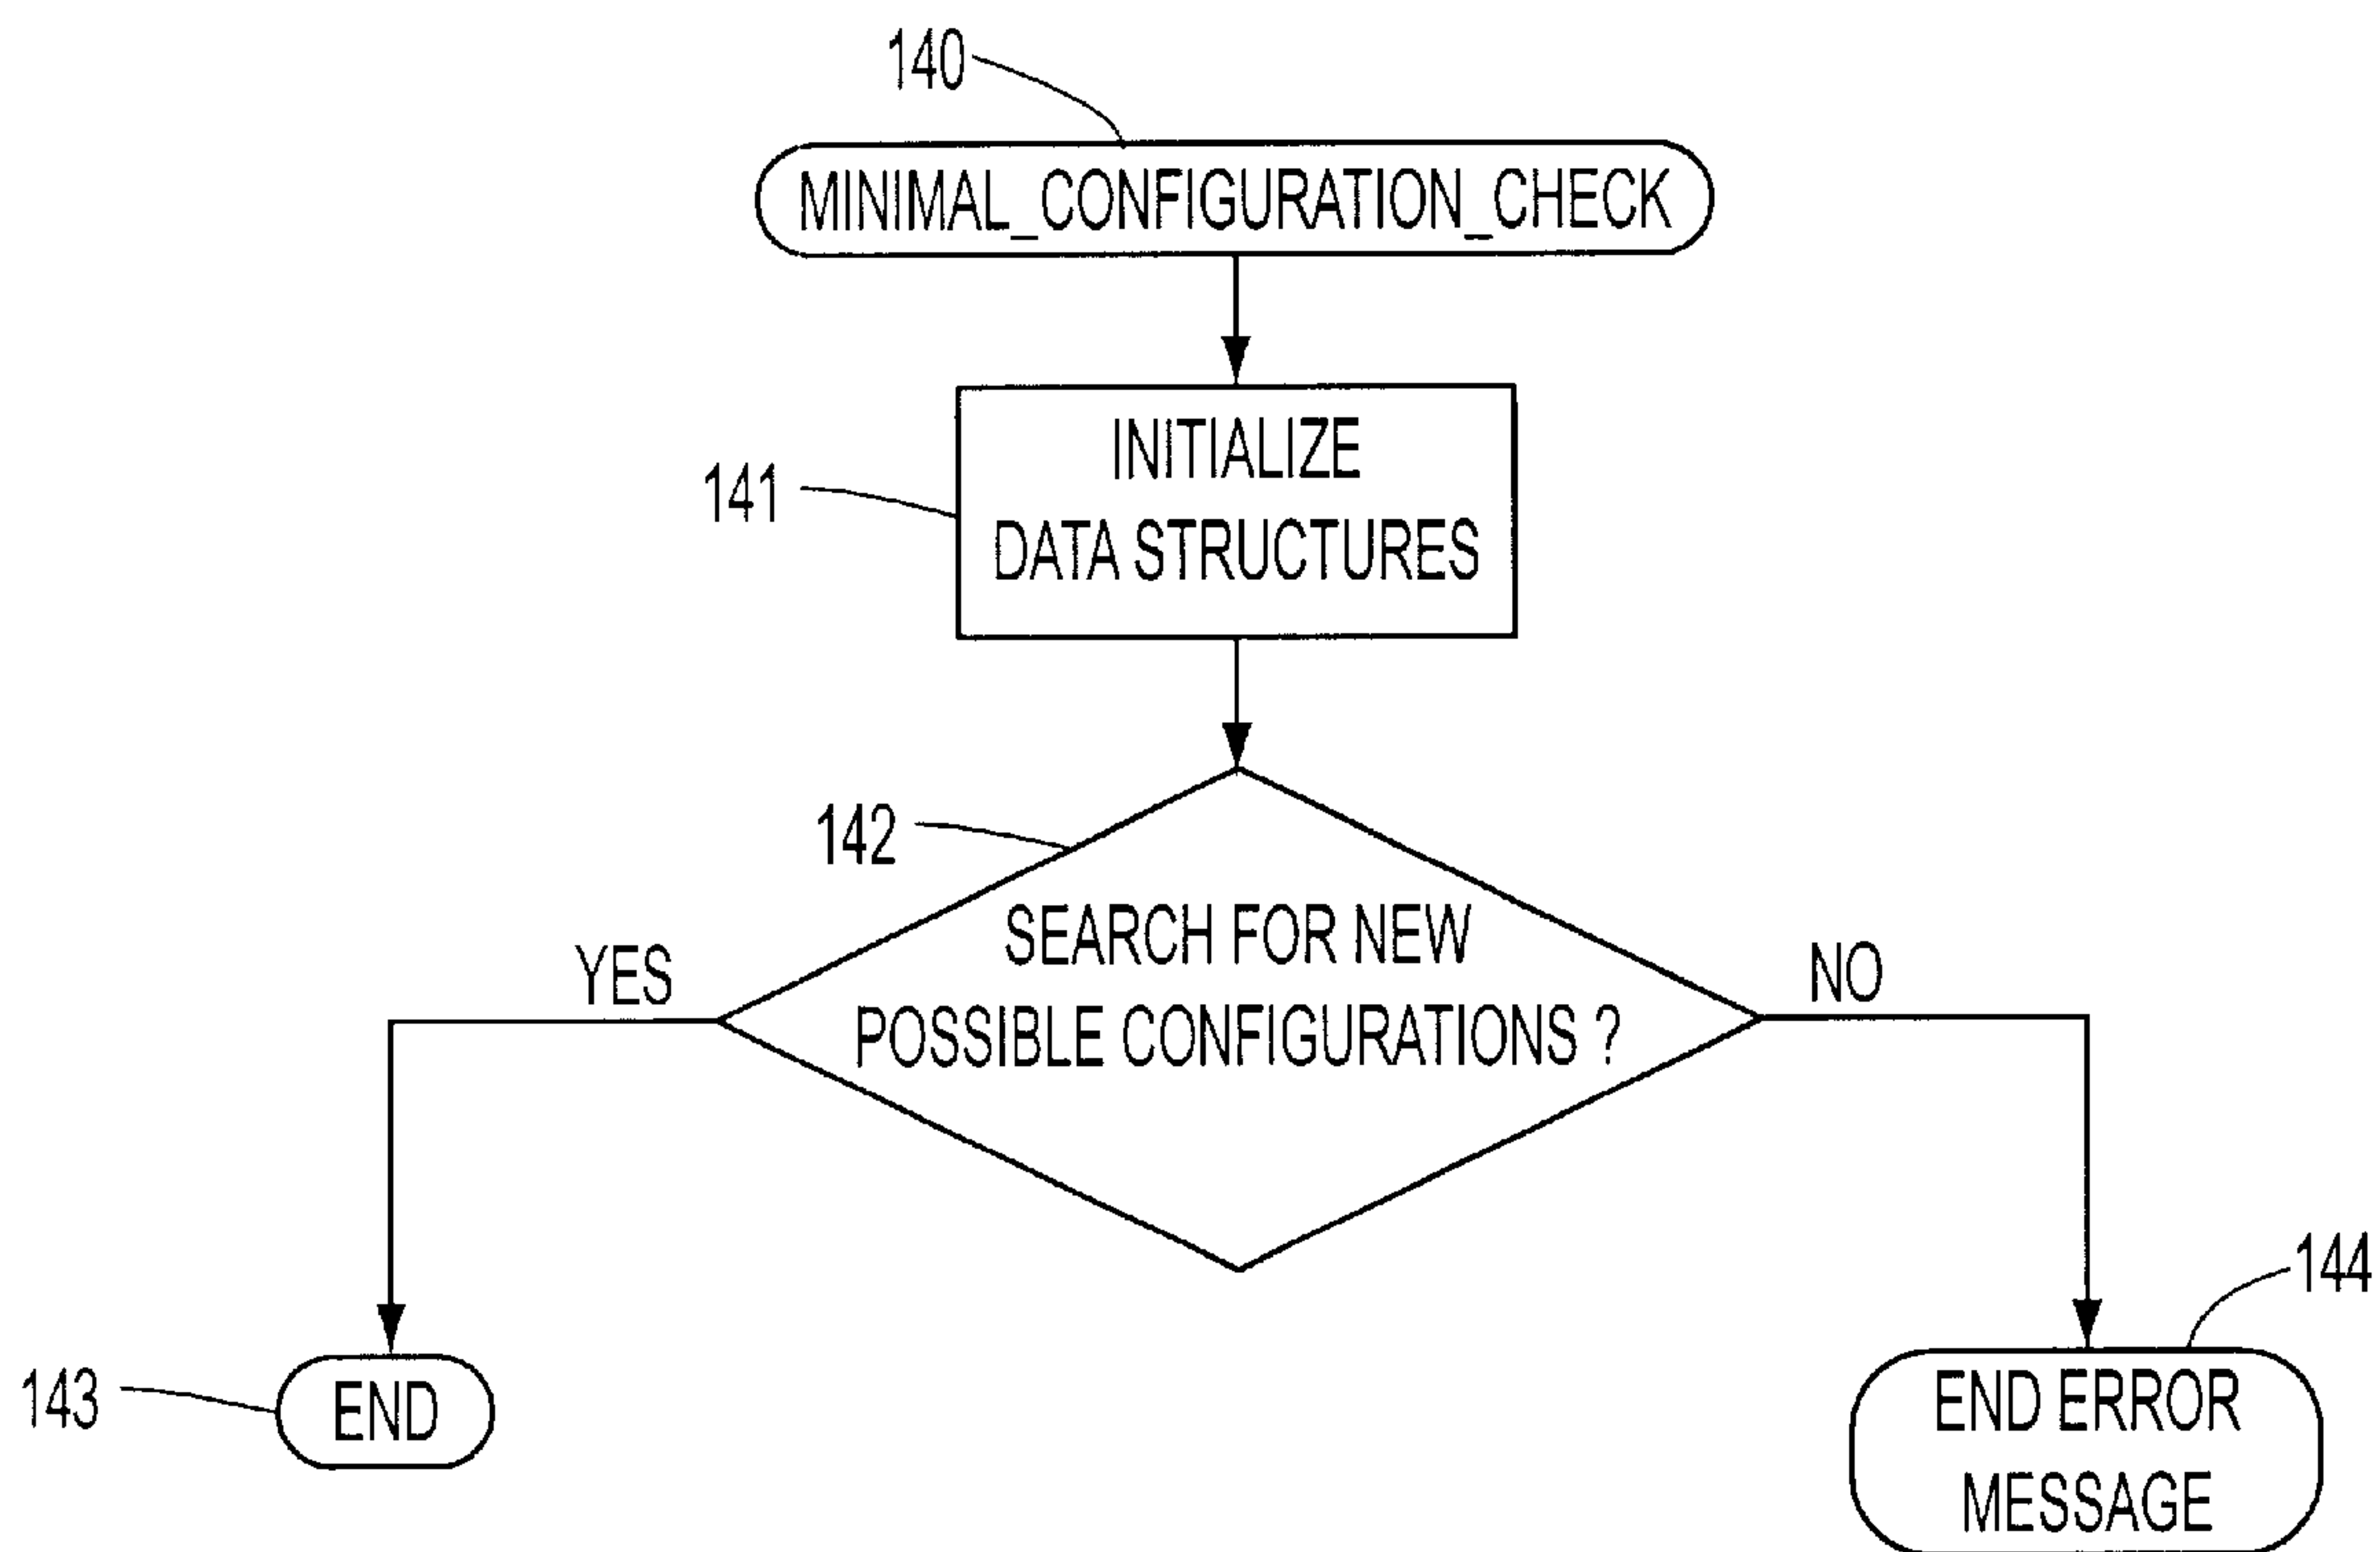 140
MINIMAL_CONFIGURATION_CHECK
141
INITIALIZE
DATA STRUCTURES
142
SEARCH FOR NEW
POSSIBLE CONFIGURATIONS ?
YES
NO
143
END
144
END ERROR
MESSAGE